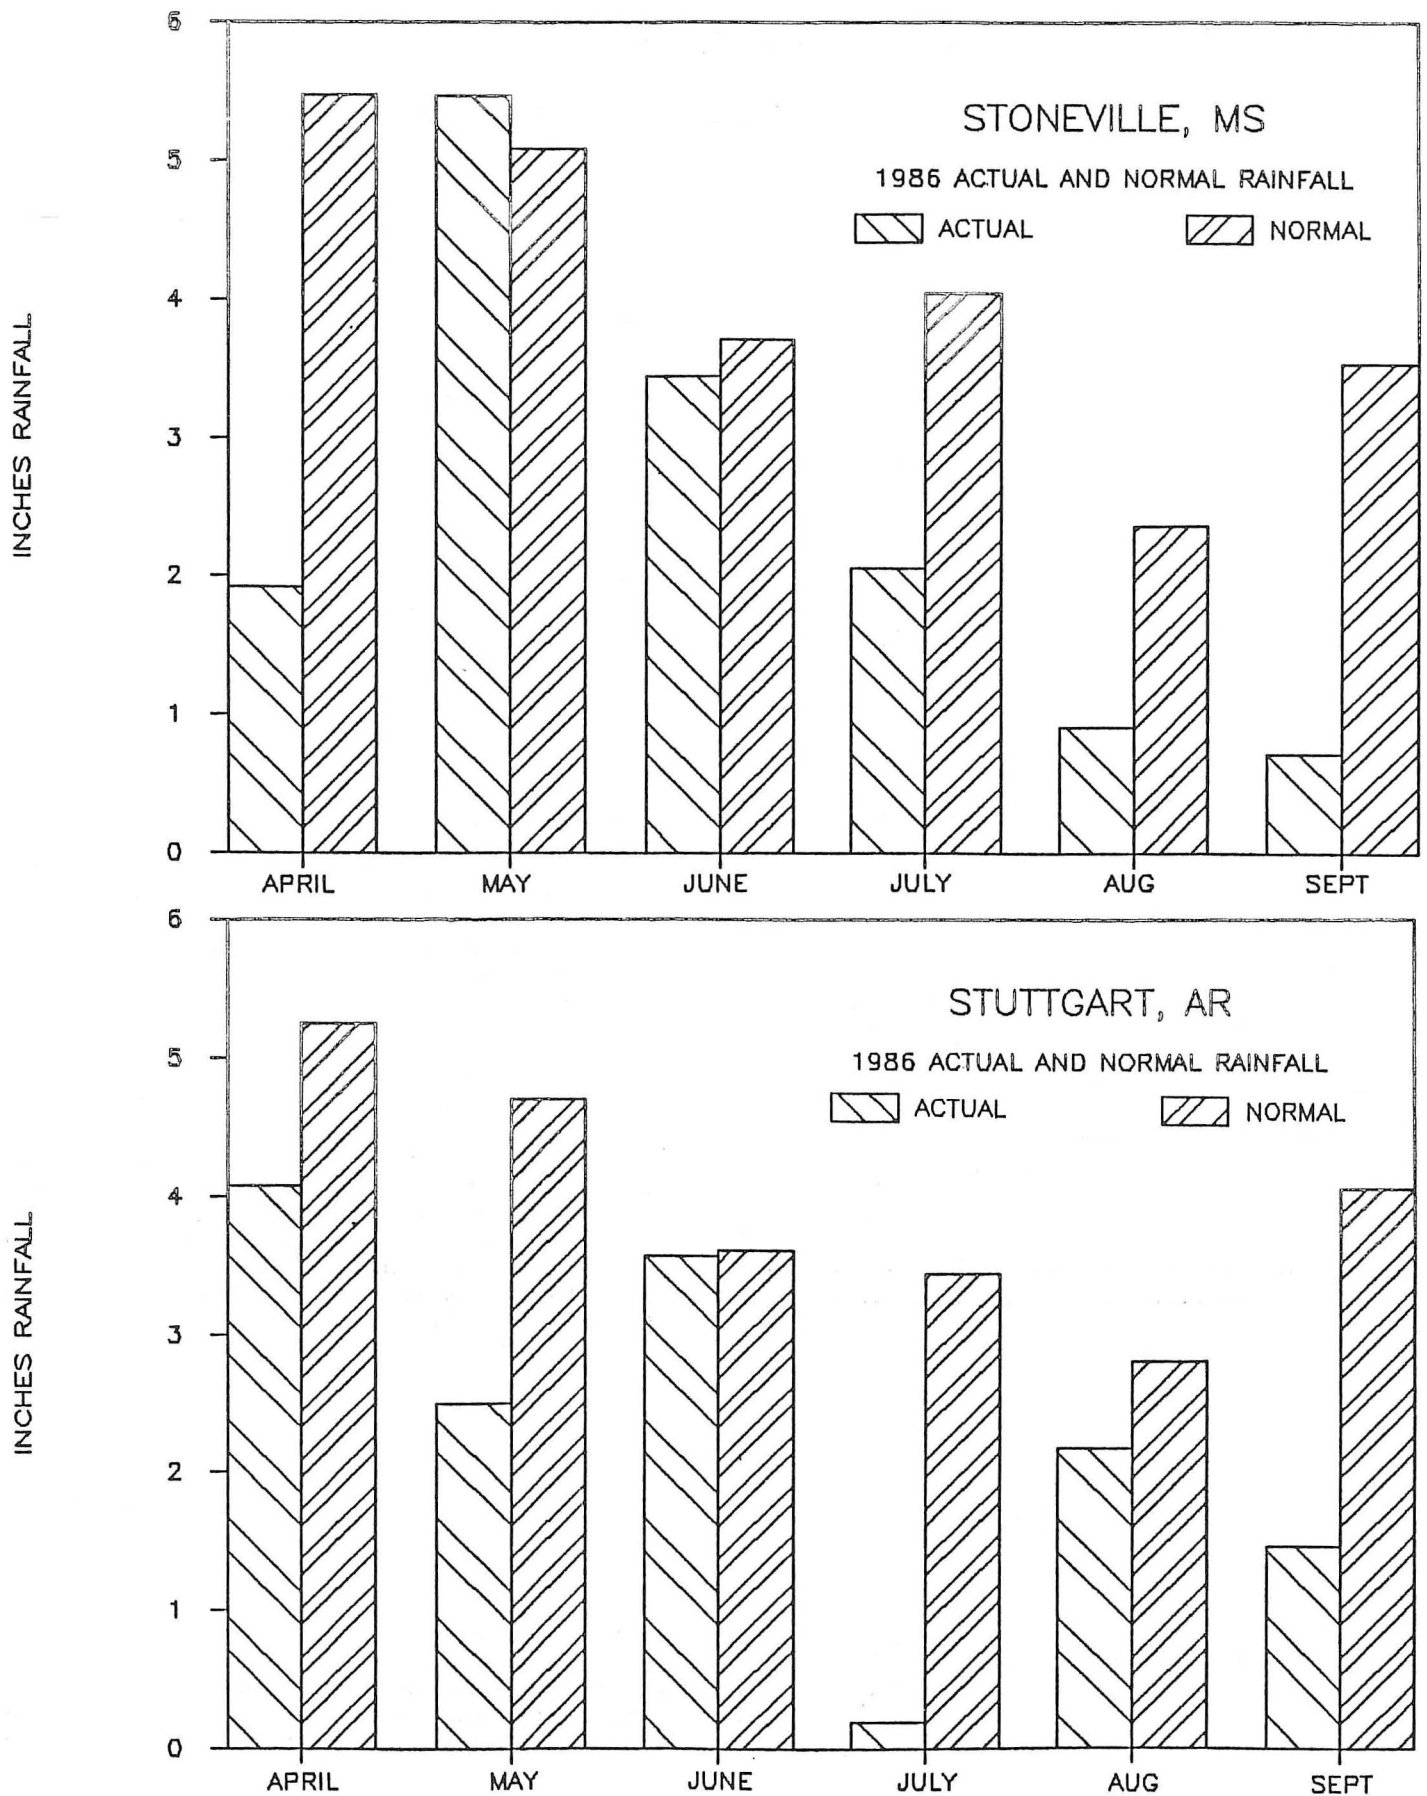 6
STONEVILLE, MS
5
1986 ACTUAL AND NORMAL RAINFALL
ACTUAL NORMAL
4
INCHES RAINFALL
3
2
1
0
APRIL MAY JUNE JULY AUG SEPT
6
STUTTGART, AR
5
1986 ACTUAL AND NORMAL RAINFALL
ACTUAL NORMAL
4
INCHES RAINFALL
3
2
1
0
APRIL MAY JUNE JULY AUG SEPT